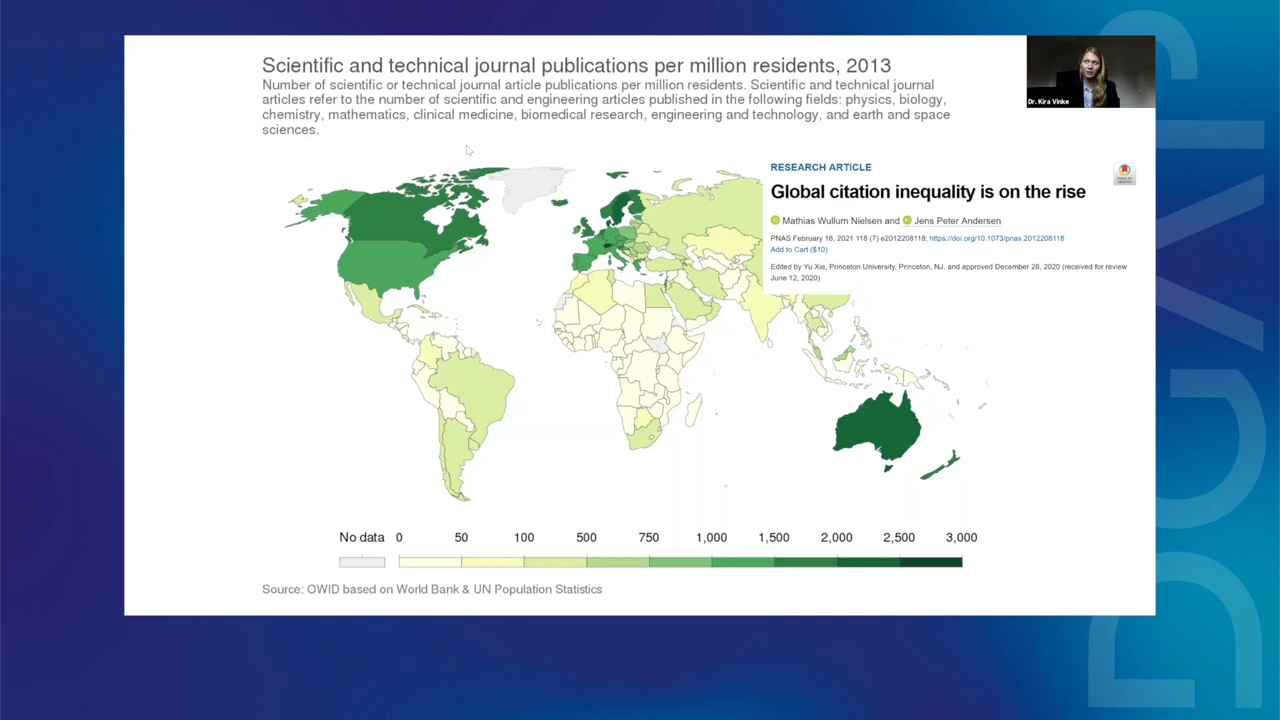 Scientific and technical journal publications per million residents, 2013
Number of scientific or technical journal article publications per million residents. Scientific and technical journal
articles refer to the number of scientific and engineering articles published in the following fields: physics, biology,
chemistry, mathematics, clinical medicine, biomedical research, engineering and technology, and earth and space
sciences.
Dr. Kira Vinke
RESEARCH ARTICLE
Global citation inequality is on the rise
Mathias Wullum Nielsen and Jens Peter Andersen
PNAS February 16, 2021 118 (7) e2012208118; https://doi.org/10.1073/pnas.2012208118
Add to Cart ($10)
Edited by Yu Xie, Princeton University, Princeton, NJ, and approved December 28, 2020 (received for review
June 12, 2020)
No data 0 50 100 500 750 1,000 1,500 2,000 2,500 3,000
Source: OWID based on World Bank & UN Population Statistics